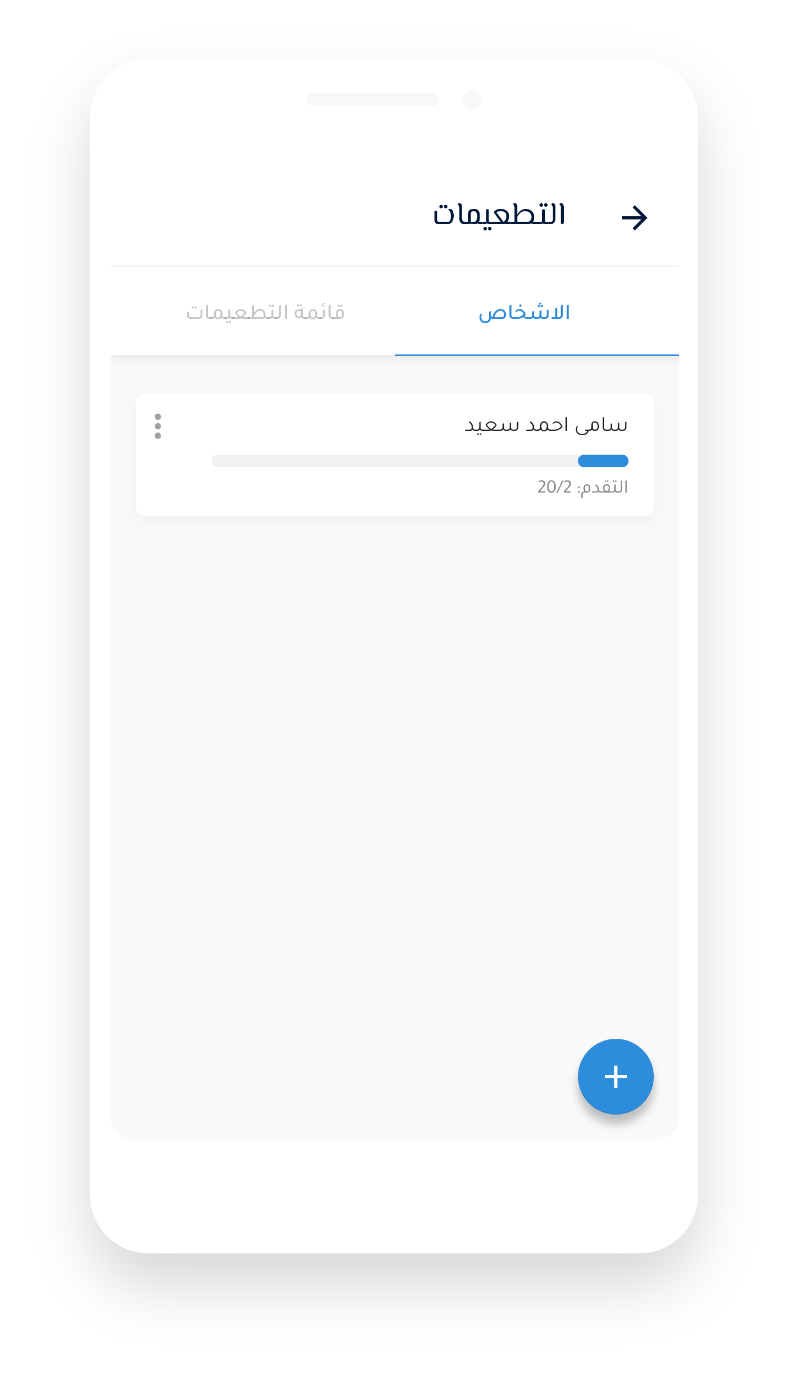 التطعيمات
الاشخاص
قائمة التطعيمات
سامى احمد سعيد
التقدم: 20/2